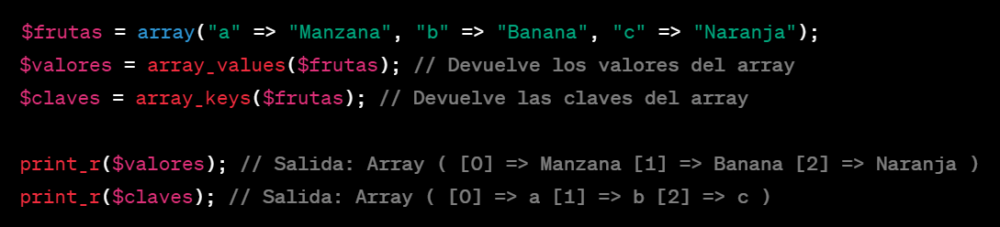 $frutas = array("a" => "Manzana", "b" => "Banana", "c" => "Naranja");
$valores = array_values($frutas); // Devuelve los valores del array
$claves = array_keys($frutas); // Devuelve las claves del array
print_r($valores); // Salida: Array ( [0] => Manzana [1] => Banana [2] => Naranja )
print_r($claves); // Salida: Array ( [0] => a [1] => b [2] => c )